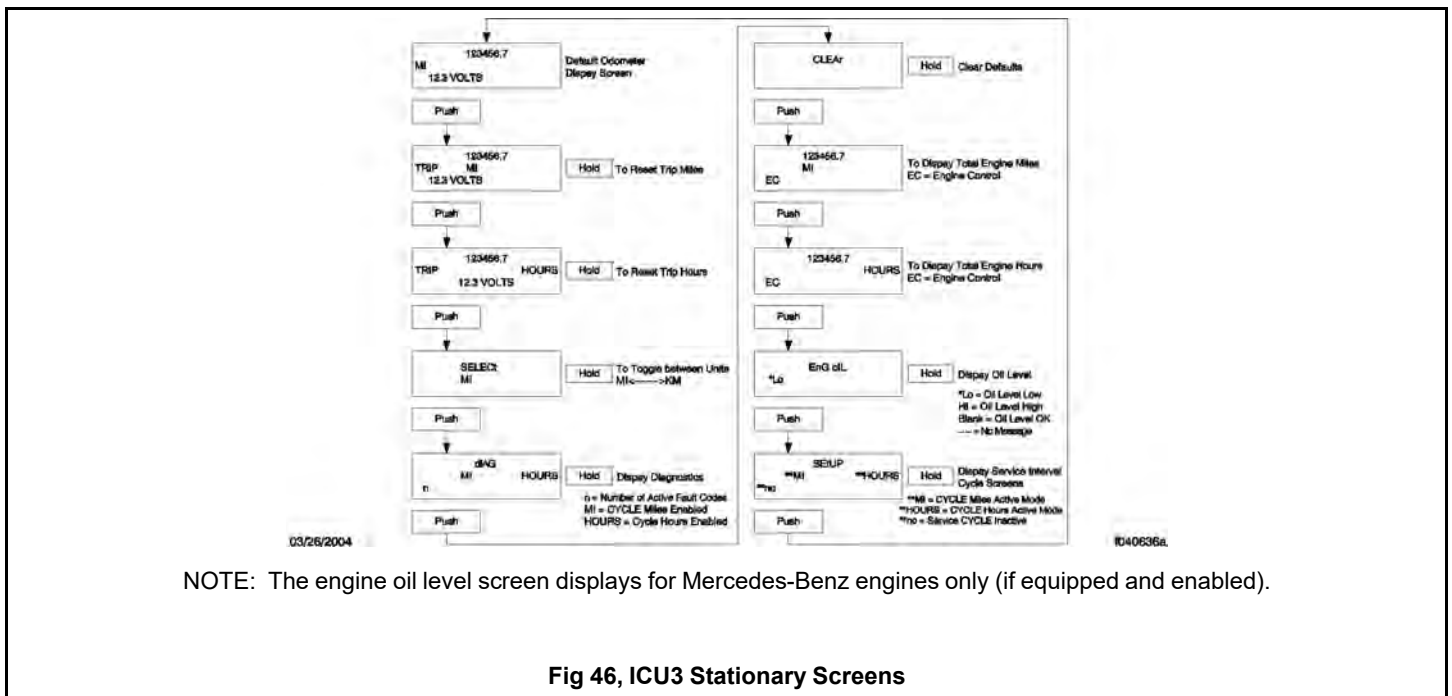 123456.7
MI
12.3 VOLTS
Default Odometer
Dispay Screen
Push
123456.7
TRIP MI
12.3 VOLTS
Hold To Reset Trip Miles
Push
123456.7
TRIP HOURS
12.3 VOLTS
Hold To Reset Trip Hours
Push
SELECt
MI
Hold To Toggle between Units
MI<----->KM
Push
dIAG
MI HOURS
n
Hold Dispay Diagnostics
n = Number of Active Fault Codes
MI = CYCLE Miles Enabled
HOURS = Cycle Hours Enabled
Push
CLEAr
Hold Clear Defaults
Push
123456.7
MI
EC
To Dispay Total Engine Miles
EC = Engine Control
Push
123456.7
HOURS
EC
To Dispay Total Engine Hours
EC = Engine Control
Push
EnG oIL
*Lo
Hold Dispay Oil Level
*Lo = Oil Level Low
HI = Oil Level High
Blank = Oil Level OK
---- = No Message
Push
SEtUP
**MI **HOURS
**no
Hold Dispay Service Interval
Cycle Screens
**MI = CYCLE Miles Active Mode
**HOURS = CYCLE Hours Active Mode
**no = Service CYCLE Inactive
Push
03/26/2004
f040636a.
NOTE: The engine oil level screen displays for Mercedes-Benz engines only (if equipped and enabled).
Fig 46, ICU3 Stationary Screens